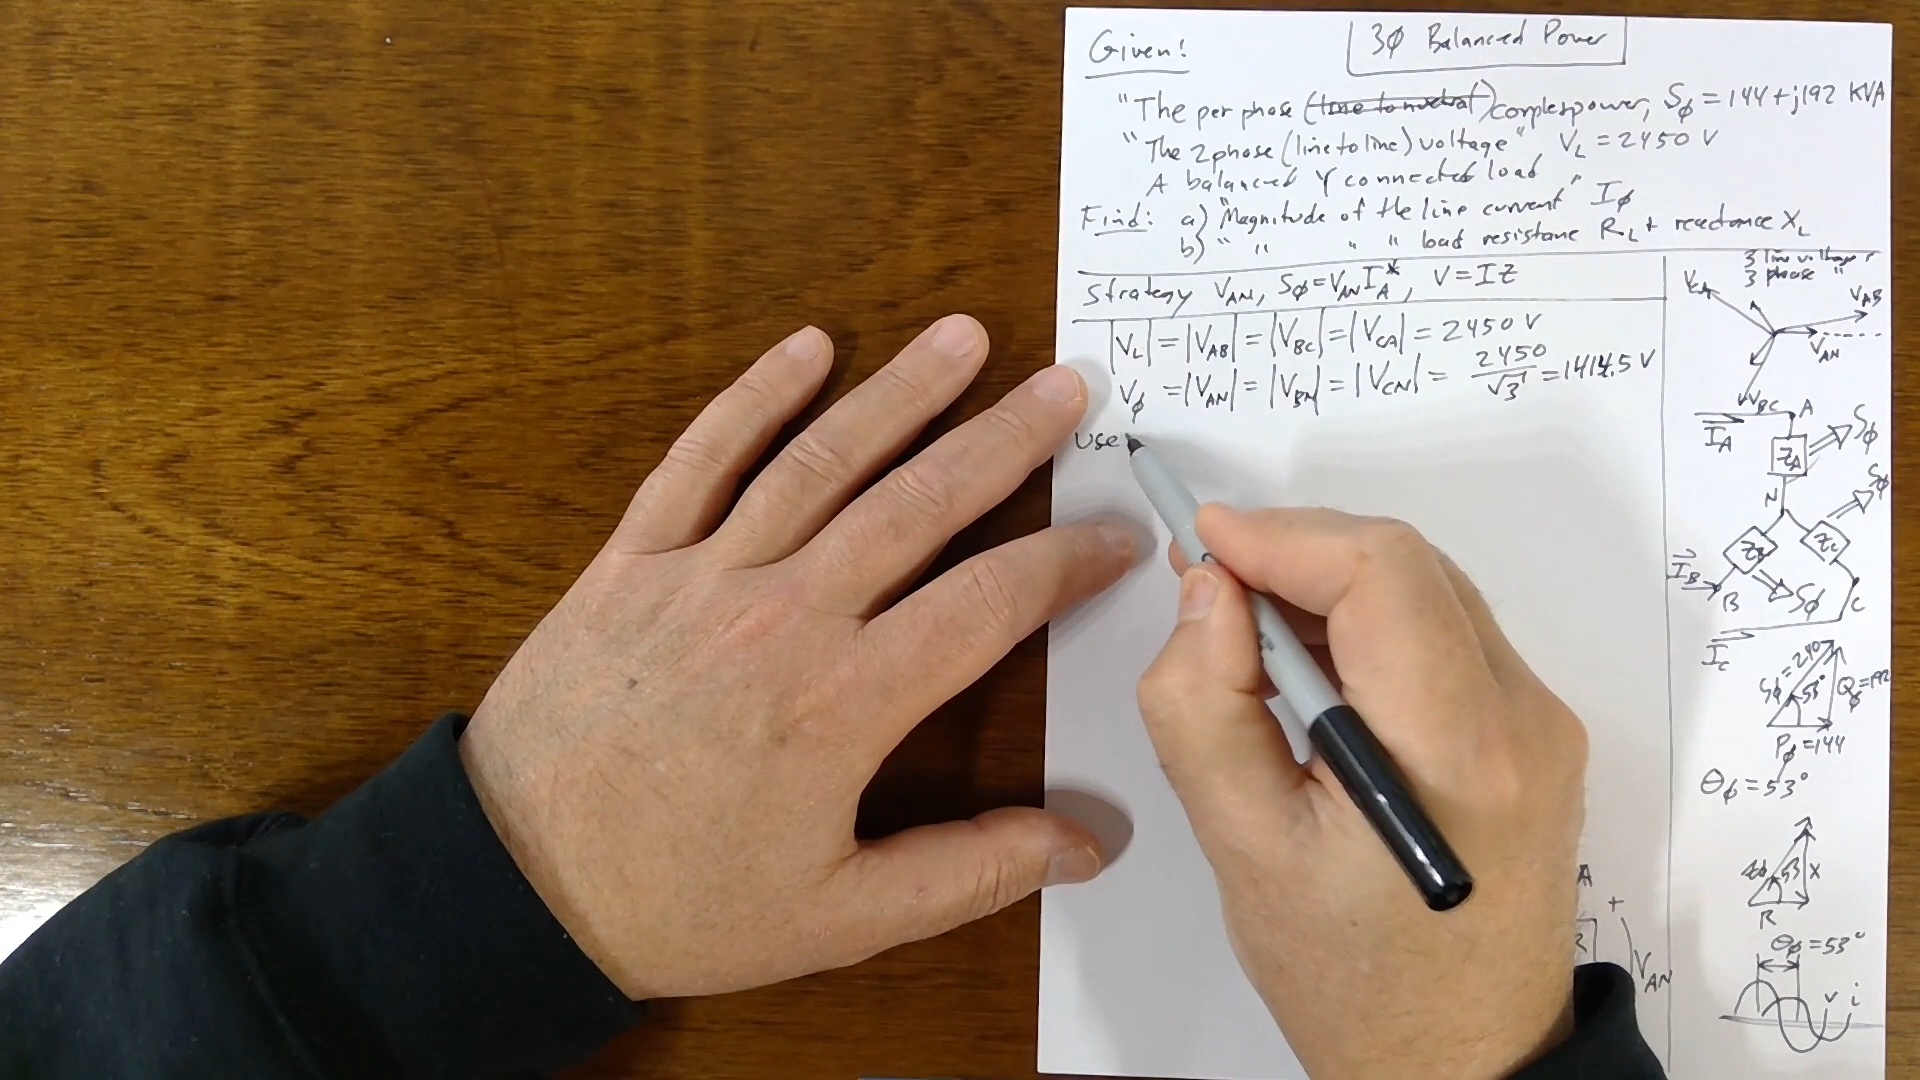 Given!
3φ Balanced Power
"The per phase (line to neutral) complex power, Sφ = 144 + j192 KVA
"The 2 phase (line to line) voltage" VL = 2450 V
A balanced Y connected load
Find: a) "Magnitude of the line current" Iφ
b) " " " " load resistane RL + reactance XL
Strategy VAN, Sφ = VAN IA*, V = IZ
|VL| = |VAB| = |VBC| = |VCA| = 2450 V
Vφ = |VAN| = |VBN| = |VCN| = 2450/√3 = 1414.5 V
use
3 line voltages
3 phase "
VCA
VAB
VAN
VBC
A
IA
ZA
Sφ
N
Sφ
ZB
ZC
IB
B
Sφ
C
IC
Sφ = 240
53°
Qφ = 192
Pφ = 144
θφ = 53°
Zφ 53 X
R
θφ = 53°
v i
A
+
R
VAN